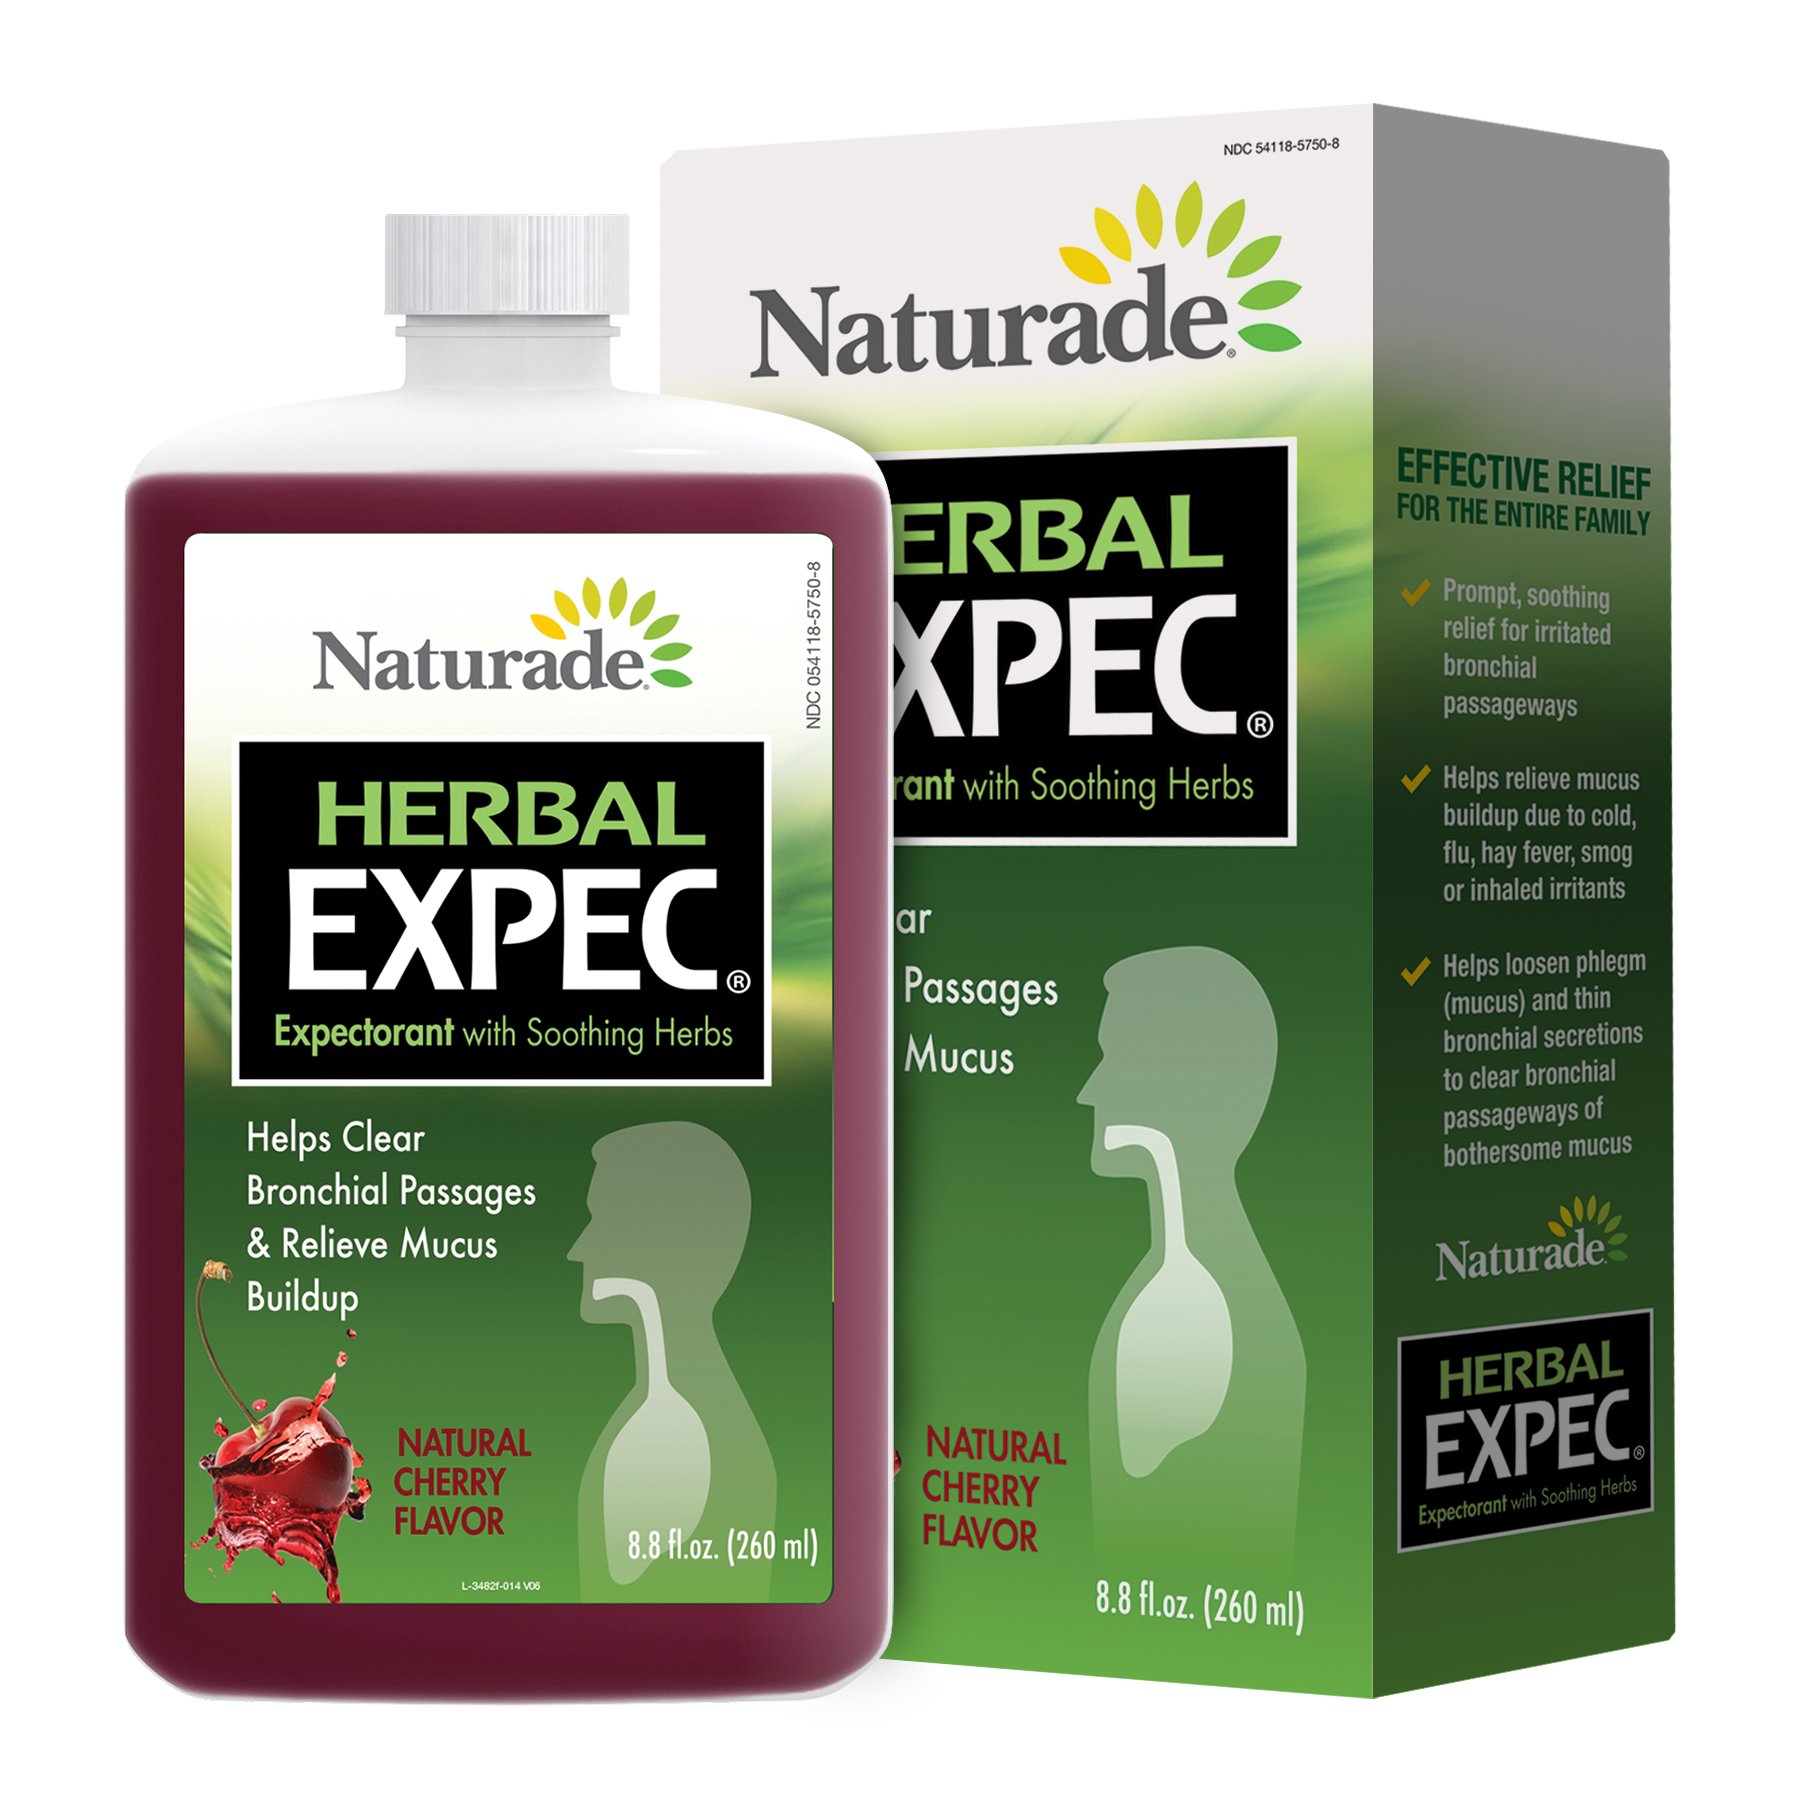 Naturade®
NDC 054118-5750-8
HERBAL
EXPEC®
Expectorant with Soothing Herbs
Helps Clear
Bronchial Passages
& Relieve Mucus
Buildup
NATURAL
CHERRY
FLAVOR
8.8 fl.oz. (260 ml)
L-3482f-014 V06
NDC 54118-5750-8
Naturade®
ERBAL
XPEC®
rant with Soothing Herbs
ar
Passages
Mucus
NATURAL
CHERRY
FLAVOR
8.8 fl.oz. (260 ml)
EFFECTIVE RELIEF
FOR THE ENTIRE FAMILY
Prompt, soothing
relief for irritated
bronchial
passageways
Helps relieve mucus
buildup due to cold,
flu, hay fever, smog
or inhaled irritants
Helps loosen phlegm
(mucus) and thin
bronchial secretions
to clear bronchial
passageways of
bothersome mucus
Naturade®
HERBAL
EXPEC®
Expectorant with Soothing Herbs